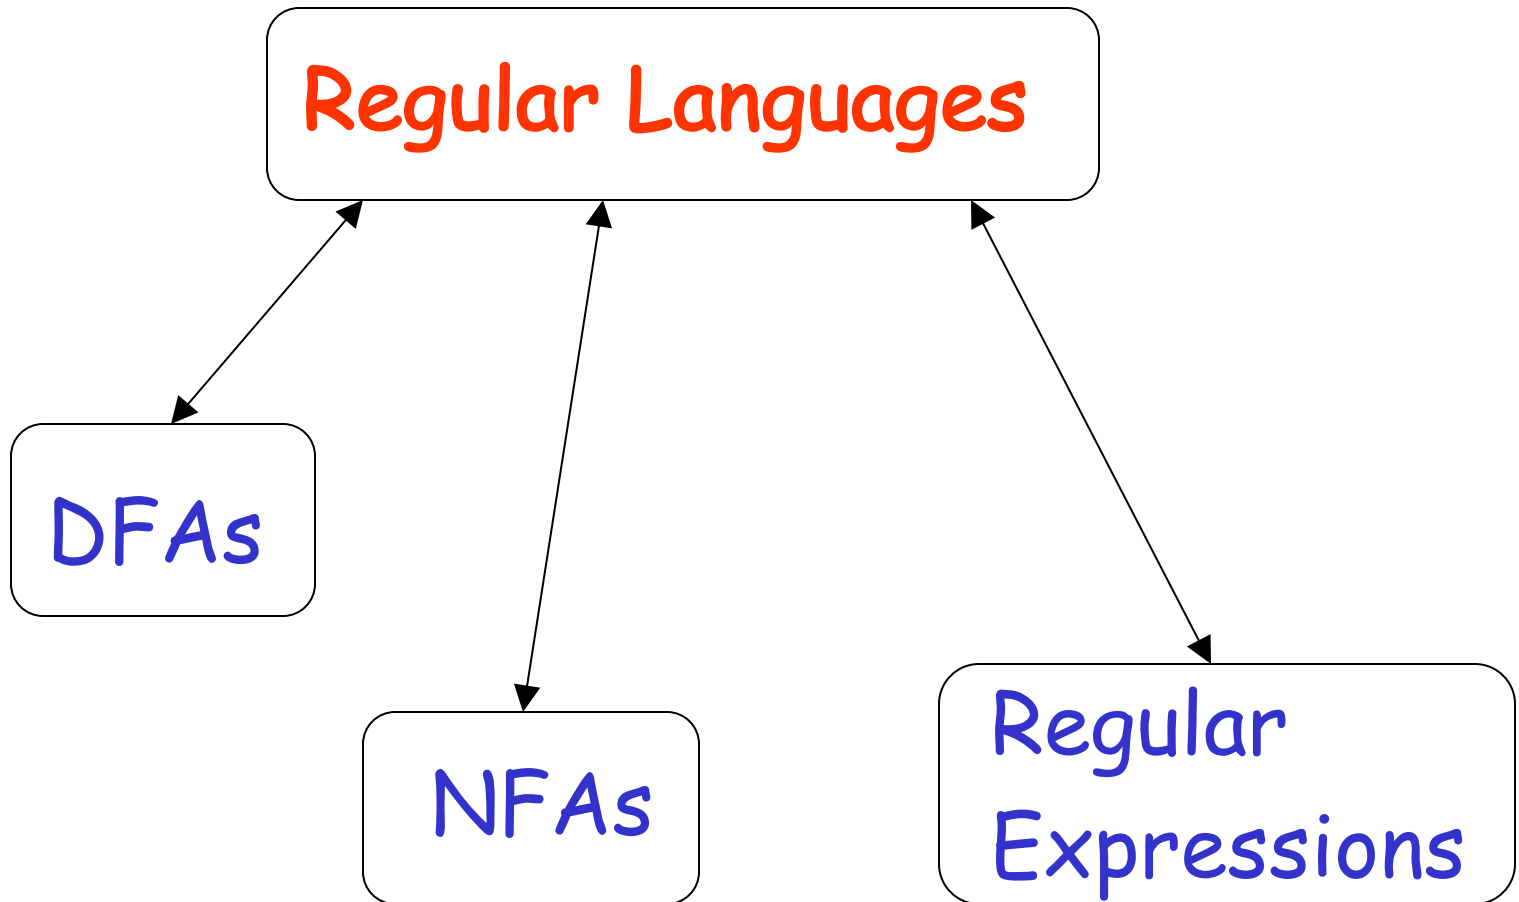 Regular Languages
DFAs
NFAs
Regular
Expressions